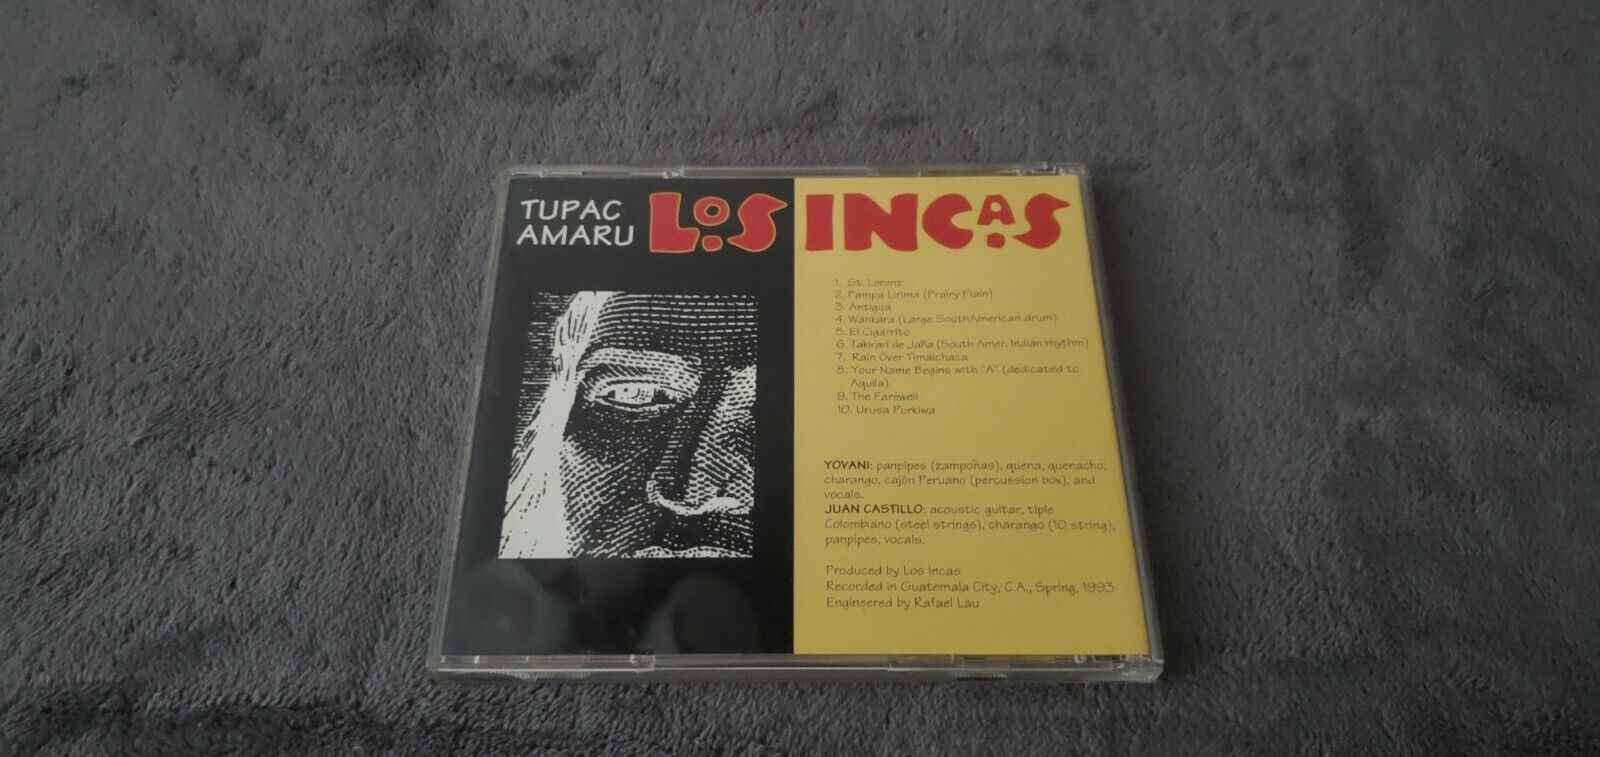 TUPAC
AMARU
LOS INCAS
1. St. Lorenz
2. Pampa Lirima (Prairy Plain)
3. Antigua
4. Wankara (Large SouthAmerican drum)
5. El Cigarrito
6. Takirari de Jaña (South Amer. Indian rhythm)
7. Rain Over Timalchaca
8. Your Name Begins with "A" (dedicated to
Aquila)
9. The Farewell
10. Urusa Purkiwa
YOVANI: panpipes (zampoñas), quena, quenacho,
charango, cajón Peruano (percussion box), and
vocals.
JUAN CASTILLO: acoustic guitar, tiple
Colombiano (steel strings), charango (10 string),
panpipes, vocals.
Produced by Los Incas
Recorded in Guatemala City, C.A., Spring, 1993
Engineered by Rafael Lau